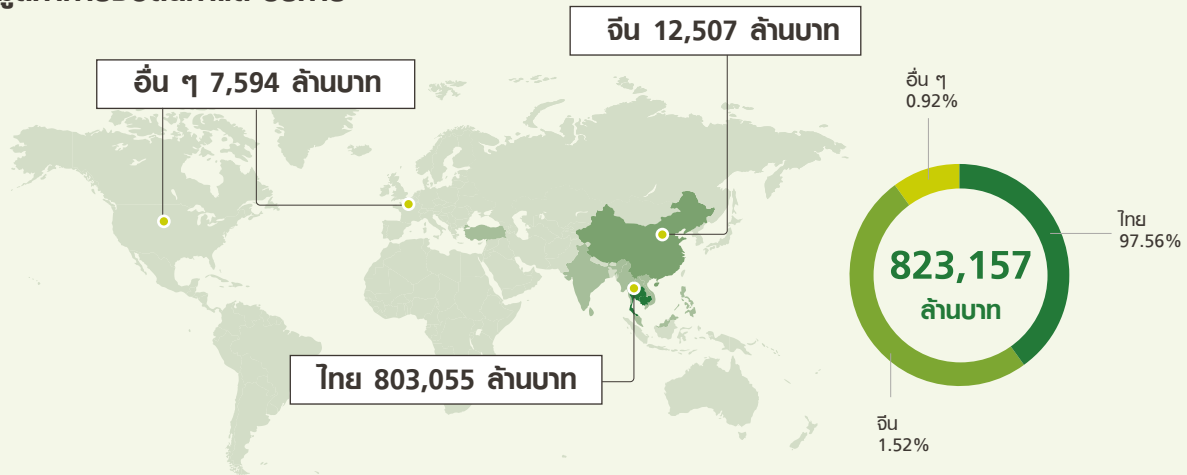 จีน 12,507 ล้านบาท
อื่น ๆ 7,594 ล้านบาท
ไทย 803,055 ล้านบาท
อื่น ๆ
0.92%
ไทย
97.56%
823,157
ล้านบาท
จีน
1.52%